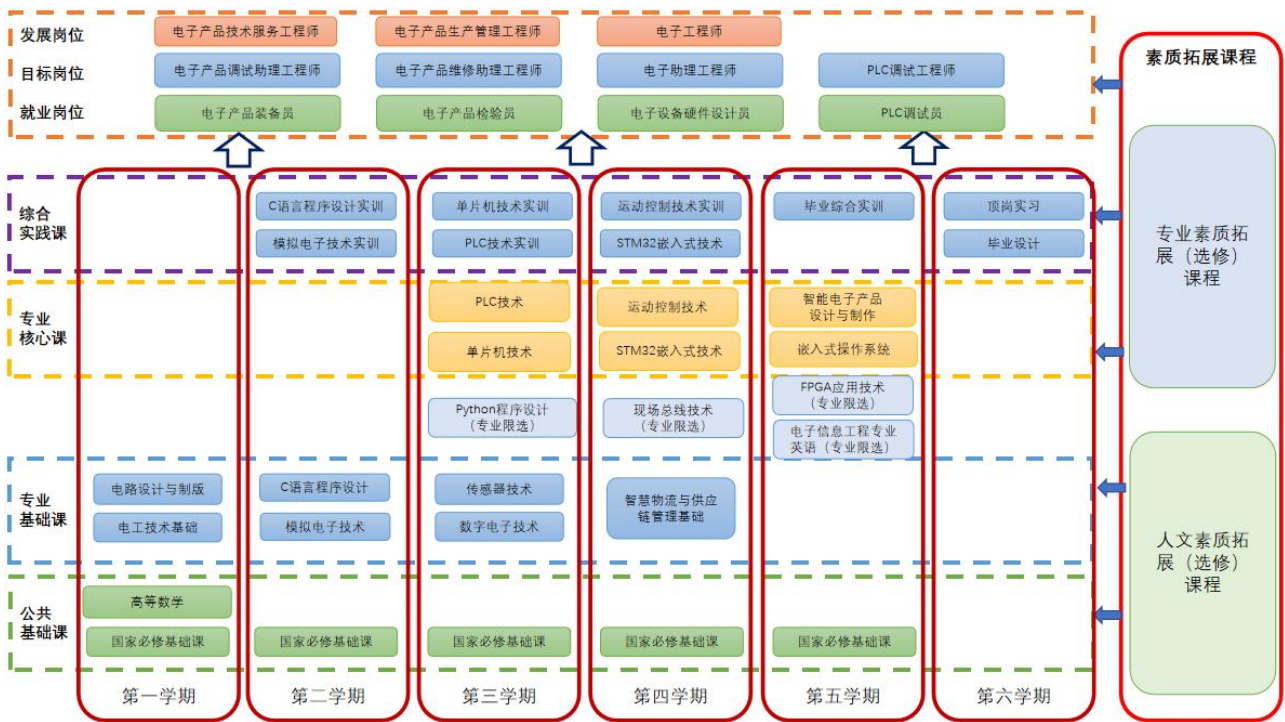 发展岗位
电子产品技术服务工程师
电子产品生产管理工程师
电子工程师
目标岗位
电子产品调试助理工程师
电子产品维修助理工程师
电子助理工程师
PLC调试工程师
就业岗位
电子产品装备员
电子产品检验员
电子设备硬件设计员
PLC调试员
综合
实践课
C语言程序设计实训
单片机技术实训
运动控制技术实训
毕业综合实训
顶岗实习
模拟电子技术实训
PLC技术实训
STM32嵌入式技术
毕业设计
专业
核心课
PLC技术
运动控制技术
智能电子产品
设计与制作
单片机技术
STM32嵌入式技术
嵌入式操作系统
Python程序设计
（专业限选）
现场总线技术
（专业限选）
FPGA应用技术
（专业限选）
电子信息工程专业
英语（专业限选）
专业
基础课
电路设计与制版
C语言程序设计
传感器技术
智慧物流与供应
链管理基础
电工技术基础
模拟电子技术
数字电子技术
公共
基础课
高等数学
国家必修基础课
国家必修基础课
国家必修基础课
国家必修基础课
国家必修基础课
第一学期
第二学期
第三学期
第四学期
第五学期
第六学期
素质拓展课程
专业素质拓
展（选修）
课程
人文素质拓
展（选修）
课程